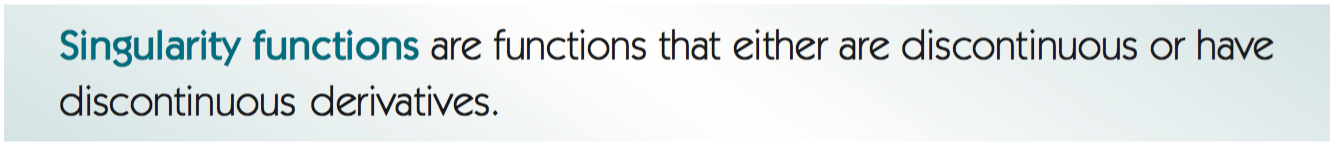 Singularity functions are functions that either are discontinuous or have
discontinuous derivatives.